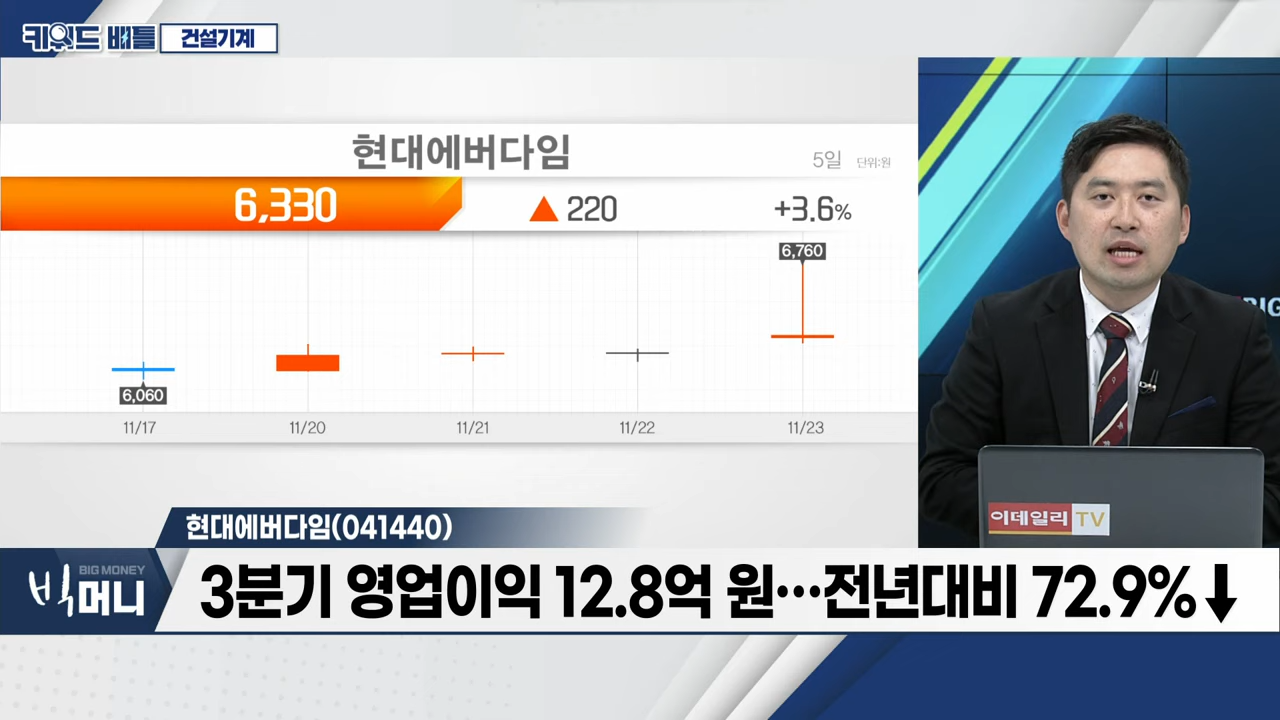 키워드 배틀 건설기계
현대에버다임
5일 단위:원
6,330 ▲ 220 +3.6%
6,760
6,060
11/17 11/20 11/21 11/22 11/23
BIG
이데일리 TV
현대에버다임(041440)
BIG MONEY
빅머니
3분기 영업이익 12.8억 원…전년대비 72.9%↓